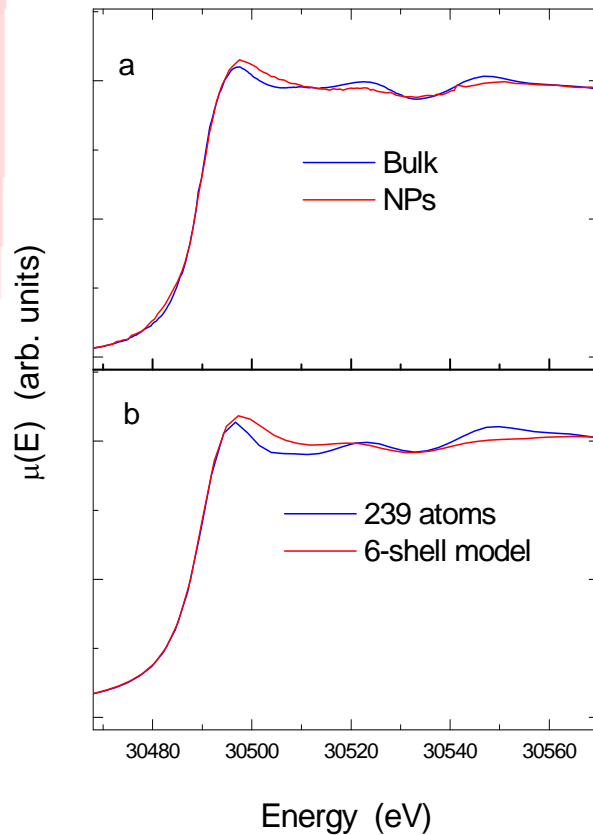 a
Bulk
NPs
μ(E) (arb. units)
b
239 atoms
6-shell model
30480 30500 30520 30540 30560
Energy (eV)